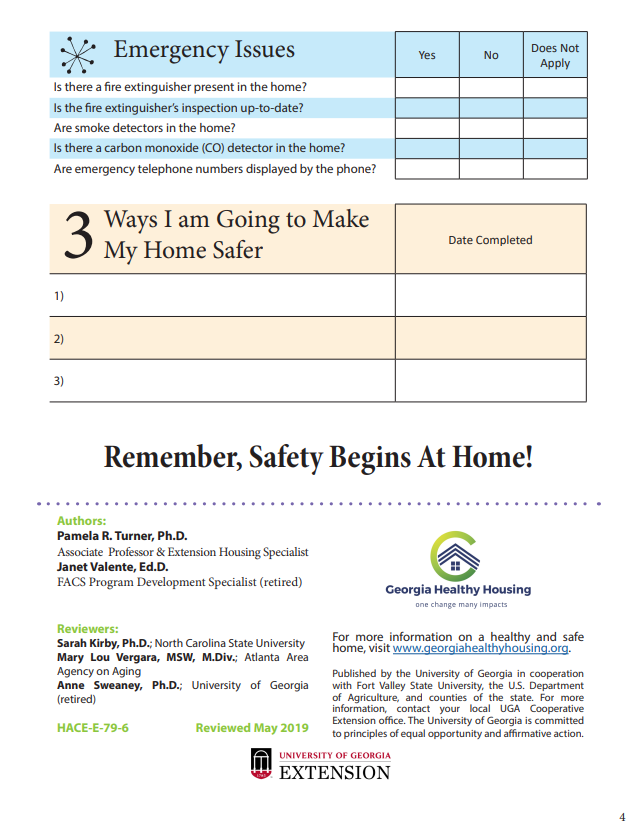 Emergency Issues
Yes
No
Does Not
Apply
Is there a fire extinguisher present in the home?
Is the fire extinguisher's inspection up-to-date?
Are smoke detectors in the home?
Is there a carbon monoxide (CO) detector in the home?
Are emergency telephone numbers displayed by the phone?
3 Ways I am Going to Make
My Home Safer
Date Completed
1)
2)
3)
Remember, Safety Begins At Home!
Authors:
Pamela R. Turner, Ph.D.
Associate Professor & Extension Housing Specialist
Janet Valente, Ed.D.
FACS Program Development Specialist (retired)
Reviewers:
Sarah Kirby, Ph.D.; North Carolina State University
Mary Lou Vergara, MSW, M.Div.; Atlanta Area
Agency on Aging
Anne Sweaney, Ph.D.; University of Georgia
(retired)
HACE-E-79-6 Reviewed May 2019
Georgia Healthy Housing
one change many impacts
For more information on a healthy and safe
home, visit www.georgiahealthyhousing.org.
Published by the University of Georgia in cooperation
with Fort Valley State University, the U.S. Department
of Agriculture, and counties of the state. For more
information, contact your local UGA Cooperative
Extension office. The University of Georgia is committed
to principles of equal opportunity and affirmative action.
1785
UNIVERSITY OF GEORGIA
EXTENSION
4